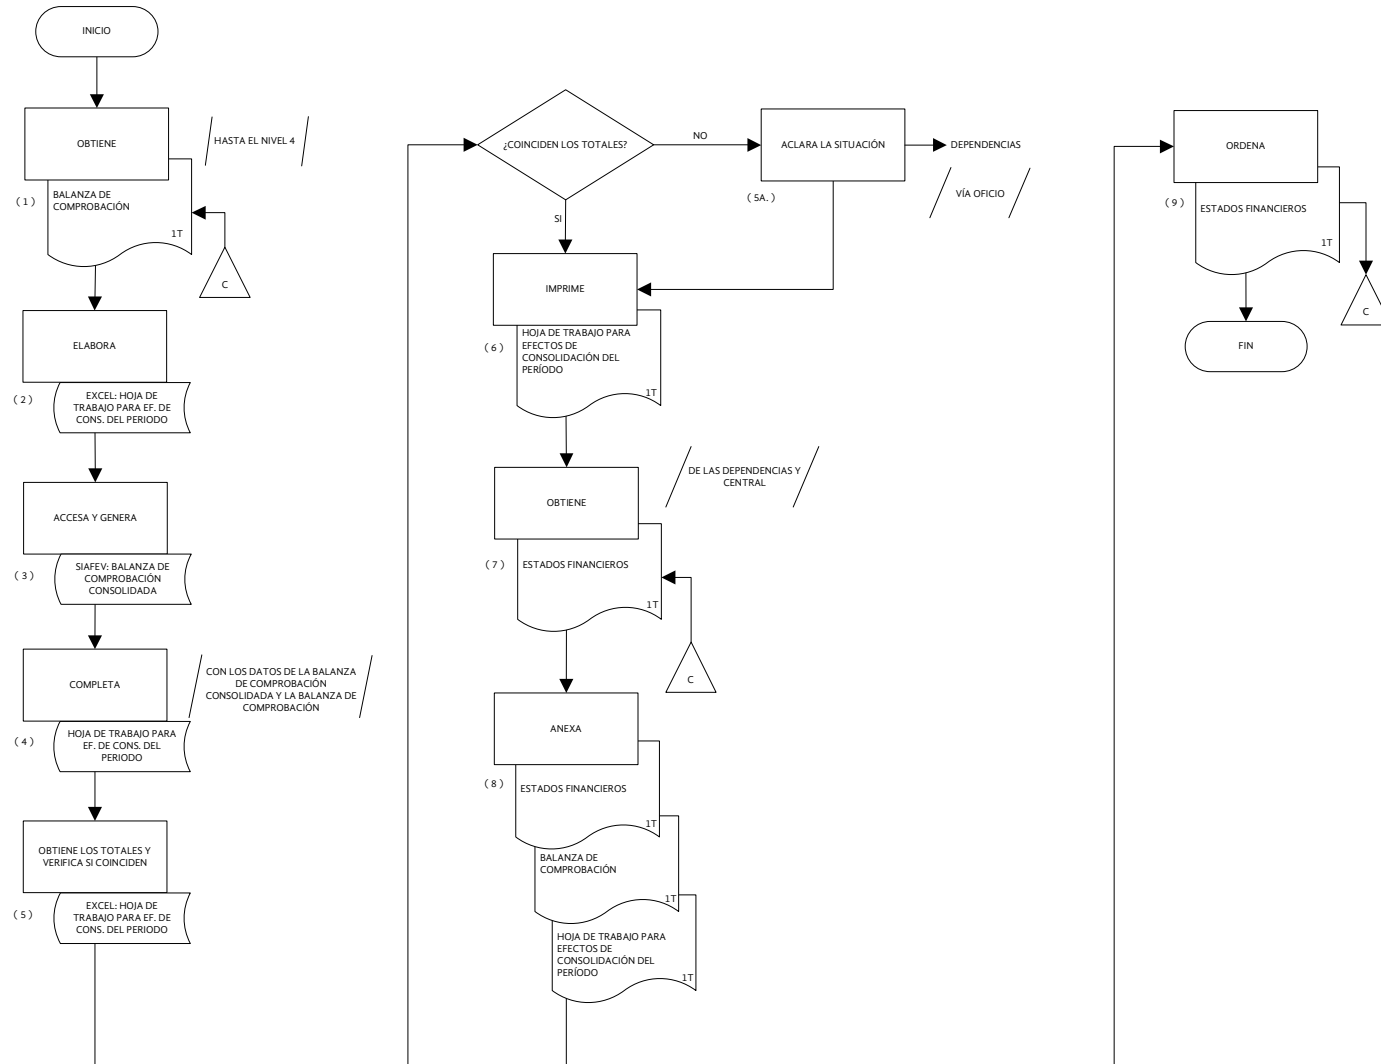 INICIO
OBTIENE
HASTA EL NIVEL 4
( 1 )
BALANZA DE
COMPROBACIÓN
1T
C
ELABORA
( 2 )
EXCEL: HOJA DE
TRABAJO PARA EF. DE
CONS. DEL PERIODO
ACCESA Y GENERA
( 3 )
SIAFEV: BALANZA DE
COMPROBACIÓN
CONSOLIDADA
COMPLETA
CON LOS DATOS DE LA BALANZA
DE COMPROBACIÓN
CONSOLIDADA Y LA BALANZA DE
COMPROBACIÓN
( 4 )
HOJA DE TRABAJO PARA
EF. DE CONS. DEL
PERIODO
OBTIENE LOS TOTALES Y
VERIFICA SI COINCIDEN
( 5 )
EXCEL: HOJA DE
TRABAJO PARA EF. DE
CONS. DEL PERIODO
¿COINCIDEN LOS TOTALES?
NO
ACLARA LA SITUACIÓN
DEPENDENCIAS
( 5A. )
VÍA OFICIO
SI
IMPRIME
( 6 )
HOJA DE TRABAJO PARA
EFECTOS DE
CONSOLIDACIÓN DEL
PERÍODO
1T
OBTIENE
DE LAS DEPENDENCIAS Y
CENTRAL
( 7 )
ESTADOS FINANCIEROS
1T
C
ANEXA
( 8 )
ESTADOS FINANCIEROS
1T
BALANZA DE
COMPROBACIÓN
1T
HOJA DE TRABAJO PARA
EFECTOS DE
CONSOLIDACIÓN DEL
PERÍODO
1T
ORDENA
( 9 )
ESTADOS FINANCIEROS
1T
C
FIN